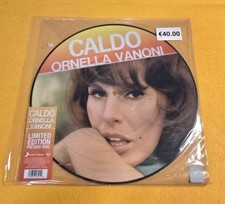 CALDO
€40.00
ORNELLA VANONI
CALDO
ORNELLA
VANONI
LIMITED
EDITION
PICTURE DISC